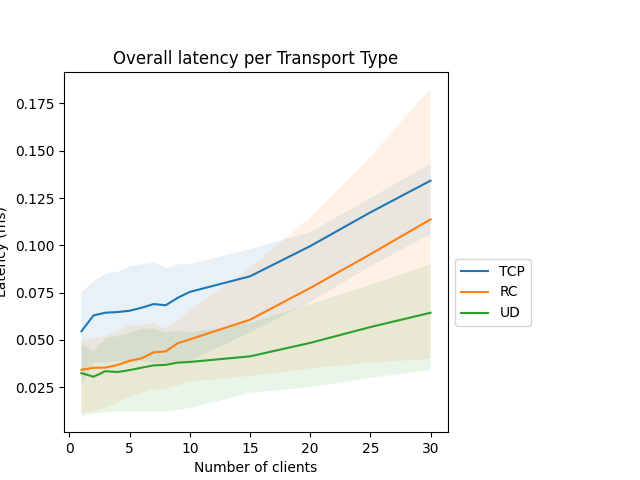 Overall latency per Transport Type
0.175
0.150
0.125
0.100
0.075
0.050
0.025
Latency (ms)
0 5 10 15 20 25 30
Number of clients
TCP
RC
UD